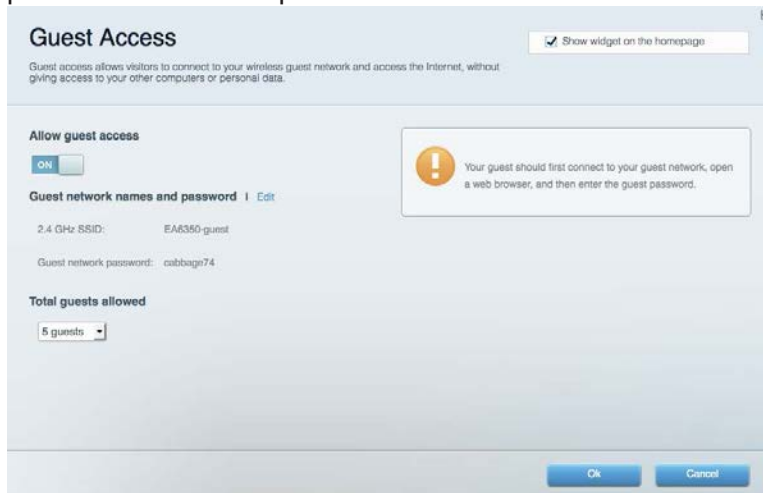 Guest Access
Show widget on the homepage
Guest access allows visitors to connect to your wireless guest network and access the Internet, without
giving access to your other computers or personal data.
Allow guest access
ON
Your guest should first connect to your guest network, open
a web browser, and then enter the guest password.
Guest network names and password | Edit
2.4 GHz SSID: EA6350-guest
Guest network password: cabbage74
Total guests allowed
5 guests
Ok Cancel